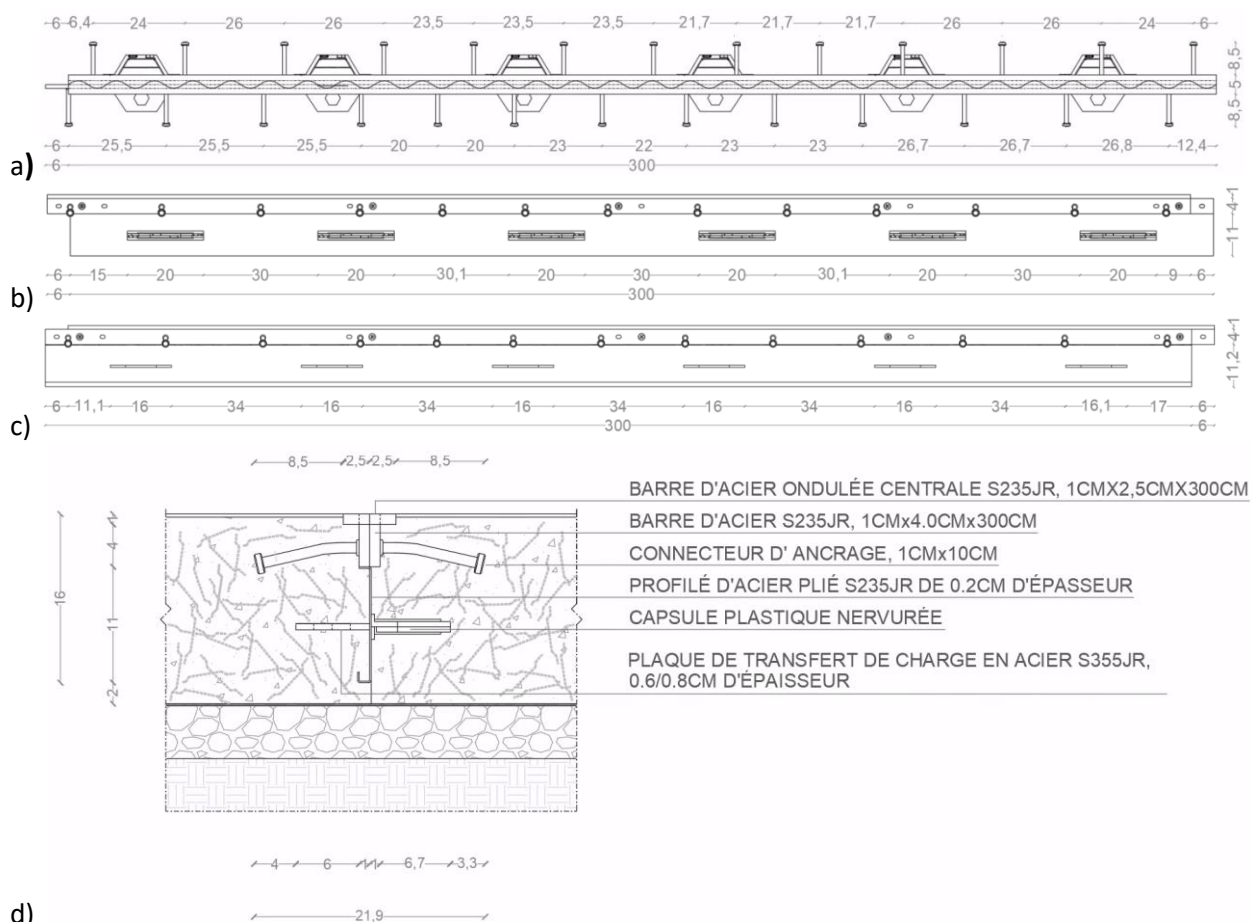 6 6,4 24 26 26 23,5 23,5 23,5 21,7 21,7 21,7 26 26 24 6
8,5 5 8,5
6 25,5 25,5 25,5 20 20 23 22 23 23 26,7 26,7 26,8 12,4
a)
6 300
11 4 1
6 15 20 30 20 30,1 20 30 20 30,1 20 30 20 9 6
b)
6 300
11,2 4 1
6 11,1 16 34 16 34 16 34 16 34 16 34 16,1 17 6
c)
300 6
8,5 2,5 2,5 8,5
BARRE D'ACIER ONDULÉE CENTRALE S235JR, 1CMX2,5CMX300CM
BARRE D'ACIER S235JR, 1CMx4.0CMx300CM
CONNECTEUR D' ANCRAGE, 1CMx10CM
PROFILÉ D'ACIER PLIÉ S235JR DE 0.2CM D'ÉPASSEUR
CAPSULE PLASTIQUE NERVURÉE
PLAQUE DE TRANSFERT DE CHARGE EN ACIER S355JR,
0.6/0.8CM D'ÉPAISSEUR
16
4
11
2
4 6 1 6,7 3,3
21,9
d)